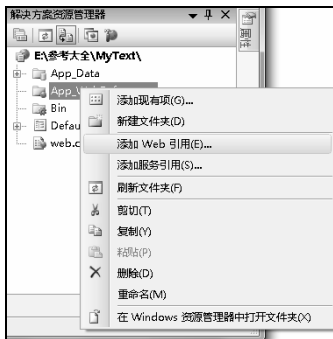 解决方案资源管理器
E:\参考大全\MyText\
App_Data
App_
Bin
Defau
web.c
添加现有项(G)...
新建文件夹(D)
添加 Web 引用(E)...
添加服务引用(S)...
刷新文件夹(F)
剪切(T)
复制(Y)
粘贴(P)
删除(D)
重命名(M)
在 Windows 资源管理器中打开文件夹(X)